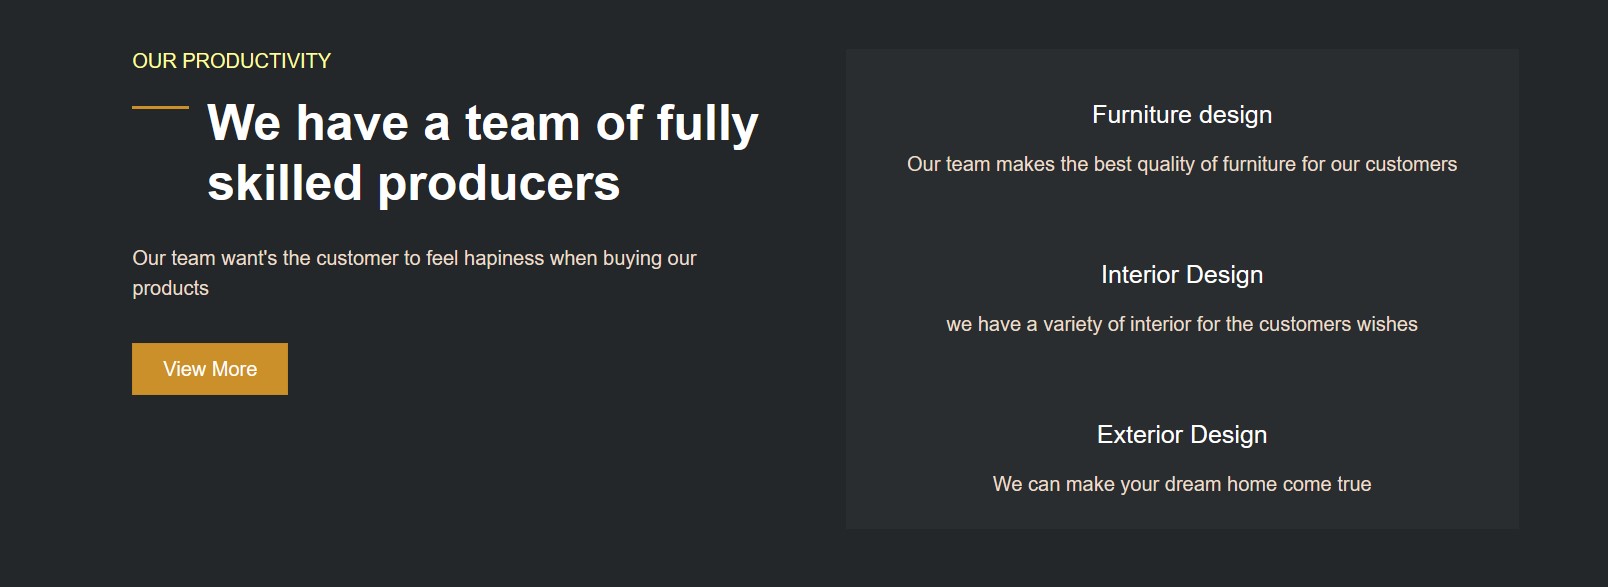 OUR PRODUCTIVITY
We have a team of fully
skilled producers
Our team want's the customer to feel hapiness when buying our
products
View More
Furniture design
Our team makes the best quality of furniture for our customers
Interior Design
we have a variety of interior for the customers wishes
Exterior Design
We can make your dream home come true